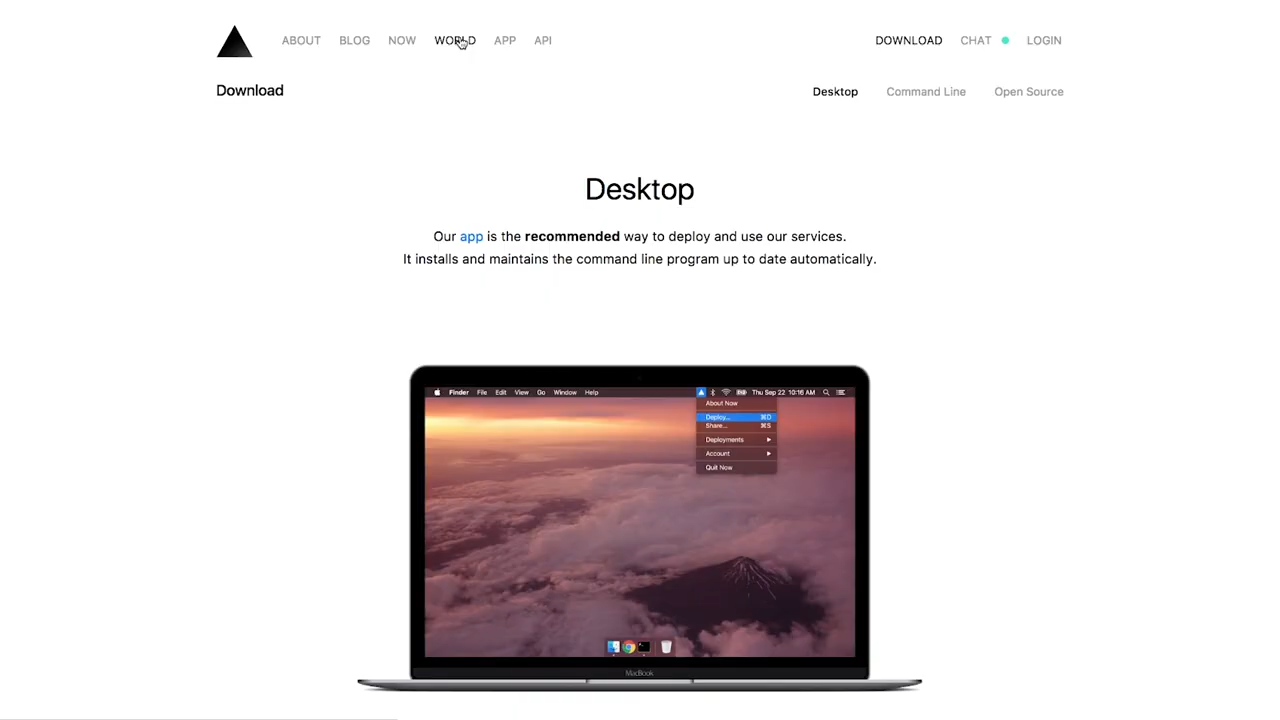 ABOUT BLOG NOW WORLD APP API DOWNLOAD CHAT LOGIN
Download Desktop Command Line Open Source
Desktop
Our app is the recommended way to deploy and use our services.
It installs and maintains the command line program up to date automatically.
Finder File Edit View Go Window Help Thu Sep 22 10:16 AM
About Now
Deploy... ⌘D
Share... ⌘S
Deployments
Account
Quit Now
MacBook